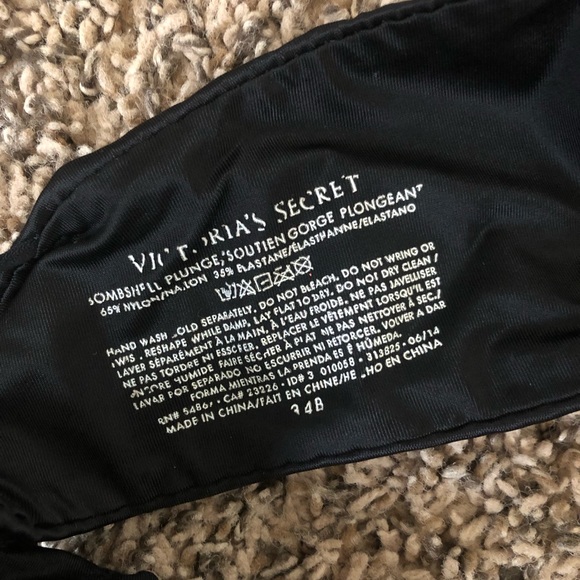 VICTORIA'S SECRET
BOMBSHELL PLUNGE/SOUTIEN GORGE PLONGEANT
65% NYLON/NAILON 35% ELASTANE/ÉLASTHANNE/ELASTANO
HAND WASH COLD SEPARATELY. DO NOT BLEACH. DO NOT WRING OR
TWIST. RESHAPE WHILE DAMP. LAY FLAT TO DRY. DO NOT DRY CLEAN /
LAVER SÉPARÉMENT À LA MAIN, À L'EAU FROIDE. NE PAS JAVELLISER
NE PAS TORDRE NI ESSORER. REPLACER LE VÊTEMENT LORSQU'IL EST
ENCORE HUMIDE. FAIRE SÉCHER À PLAT. NE PAS NETTOYER À SEC./
LAVAR POR SEPARADO NO ESCURRIR NI RETORCER. VOLVER A DAR
FORMA MIENTRAS LA PRENDA ES É HÚMEDA.
RN# 5486 . CA# 23226 . ID# 3 010058 . 313825 . 06/14
MADE IN CHINA/FAIT EN CHINE/HECHO EN CHINA
34B